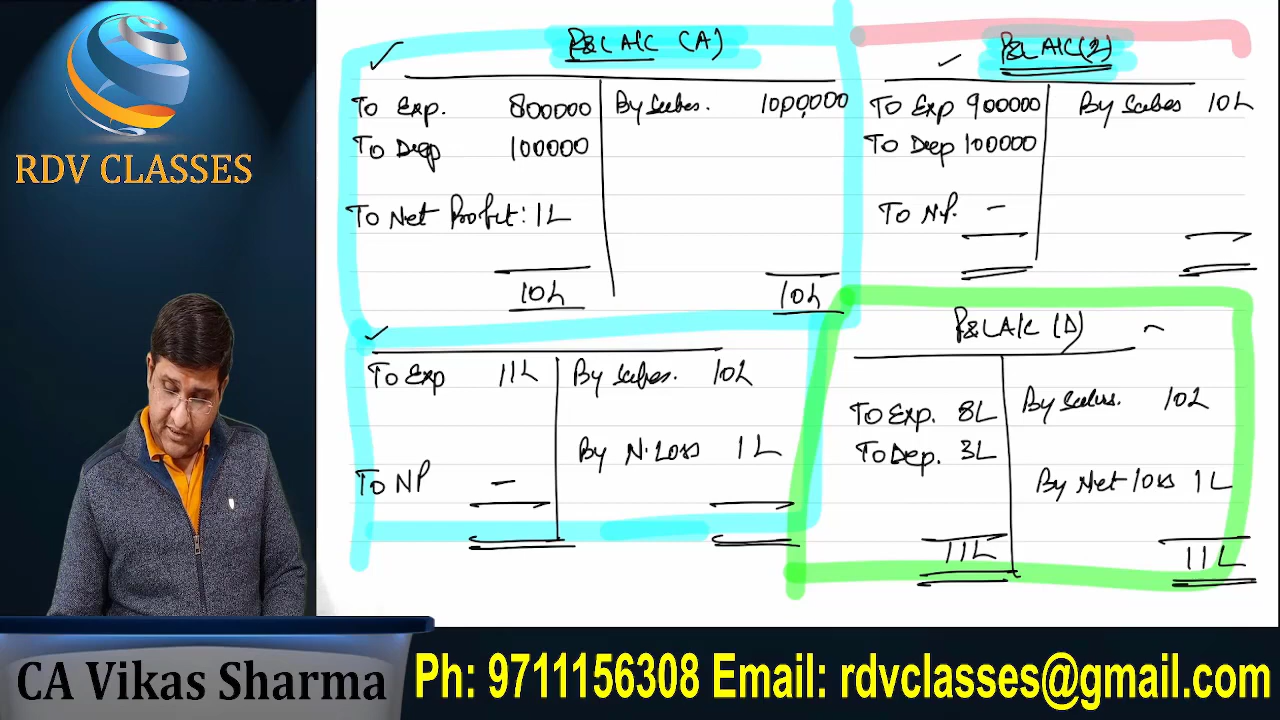 RDV CLASSES
P&L A/C (A)
To Exp. 800000 By Sales. 1000000
To Dep 100000
To Net Profit: 1L
10L 10L
P&L A/C (B)
To Exp 900000 By Sales 10L
To Dep 100000
To N.P. –
To Exp 11L By Sales. 10L
By N. Loss 1L
To NP –
P&L A/C (D)
By Sales. 10L
To Exp. 8L
To Dep. 3L
By Net loss 1L
11L 11L
CA Vikas Sharma
Ph: 9711156308 Email: rdvclasses@gmail.com